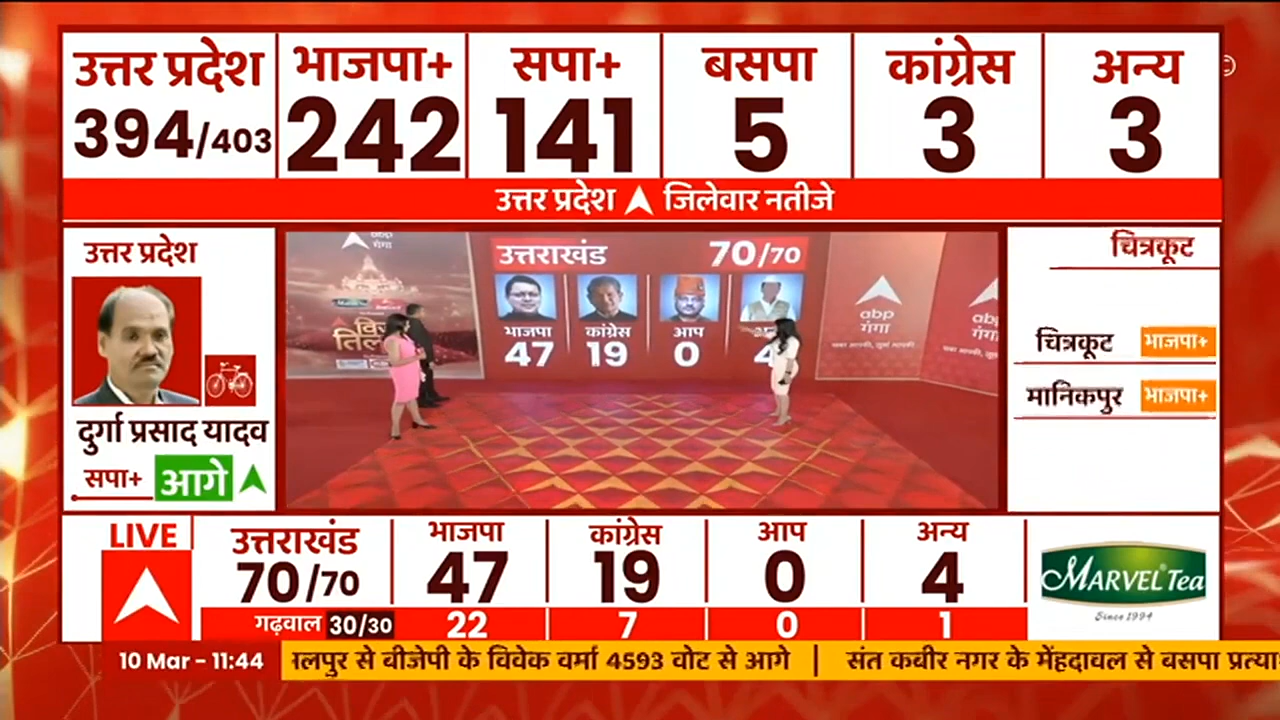 उत्तर प्रदेश
394/403
भाजपा+
242
सपा+
141
बसपा
5
कांग्रेस
3
अन्य
3
उत्तर प्रदेश जिलेवार नतीजे
उत्तर प्रदेश
दुर्गा प्रसाद यादव
सपा+ आगे
abp
गंगा
उत्तराखंड 70/70
भाजपा
47
कांग्रेस
19
आप
0
4
abp
गंगा
चित्रकूट
चित्रकूट भाजपा+
मानिकपुर भाजपा+
LIVE
उत्तराखंड
70/70
भाजपा
47
कांग्रेस
19
आप
0
अन्य
4
गढ़वाल 30/30 22 7 0 1
MARVEL Tea
Since 1994
10 Mar - 11:44
से बीजेपी के विवेक वर्मा 4593 वोट से आगे | संत कबीर नगर के मेंहदावल से बसपा